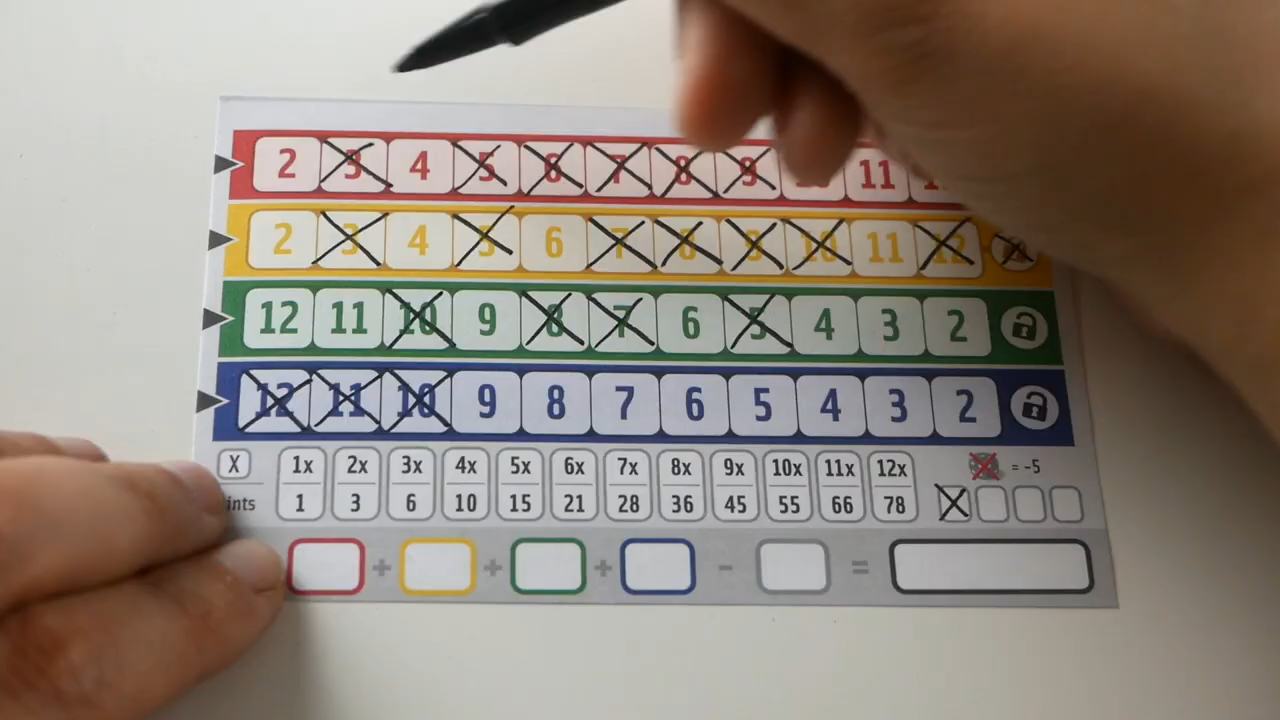 2 3 4 5 6 7 8 9 11
2 3 4 5 6 7 8 9 10 11 12
12 11 10 9 8 7 6 5 4 3 2
12 11 10 9 8 7 6 5 4 3 2
X 1x 2x 3x 4x 5x 6x 7x 8x 9x 10x 11x 12x = -5
ints 1 3 6 10 15 21 28 36 45 55 66 78 X
+ + + - =